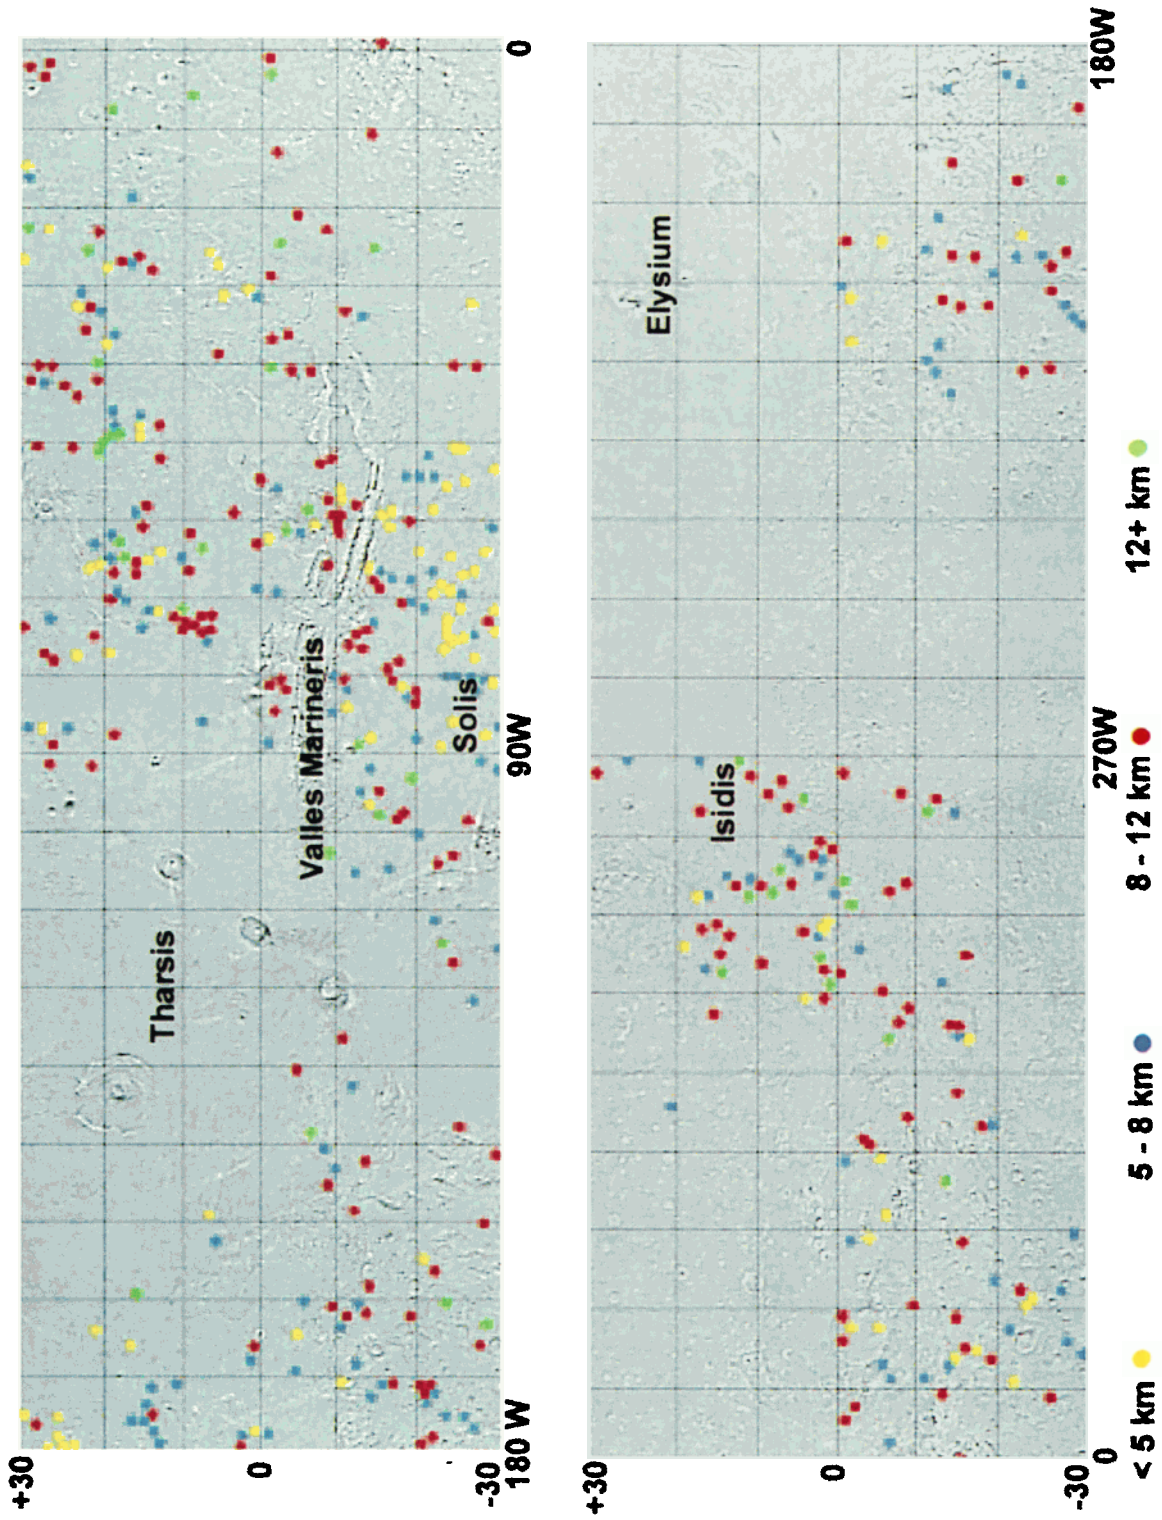 +30
0
-30
180 W
90W
0
Tharsis
Valles Marineris
Solis
+30
0
-30
0
270W
180W
Isidis
Elysium
< 5 km
5 - 8 km
8 - 12 km
12+ km